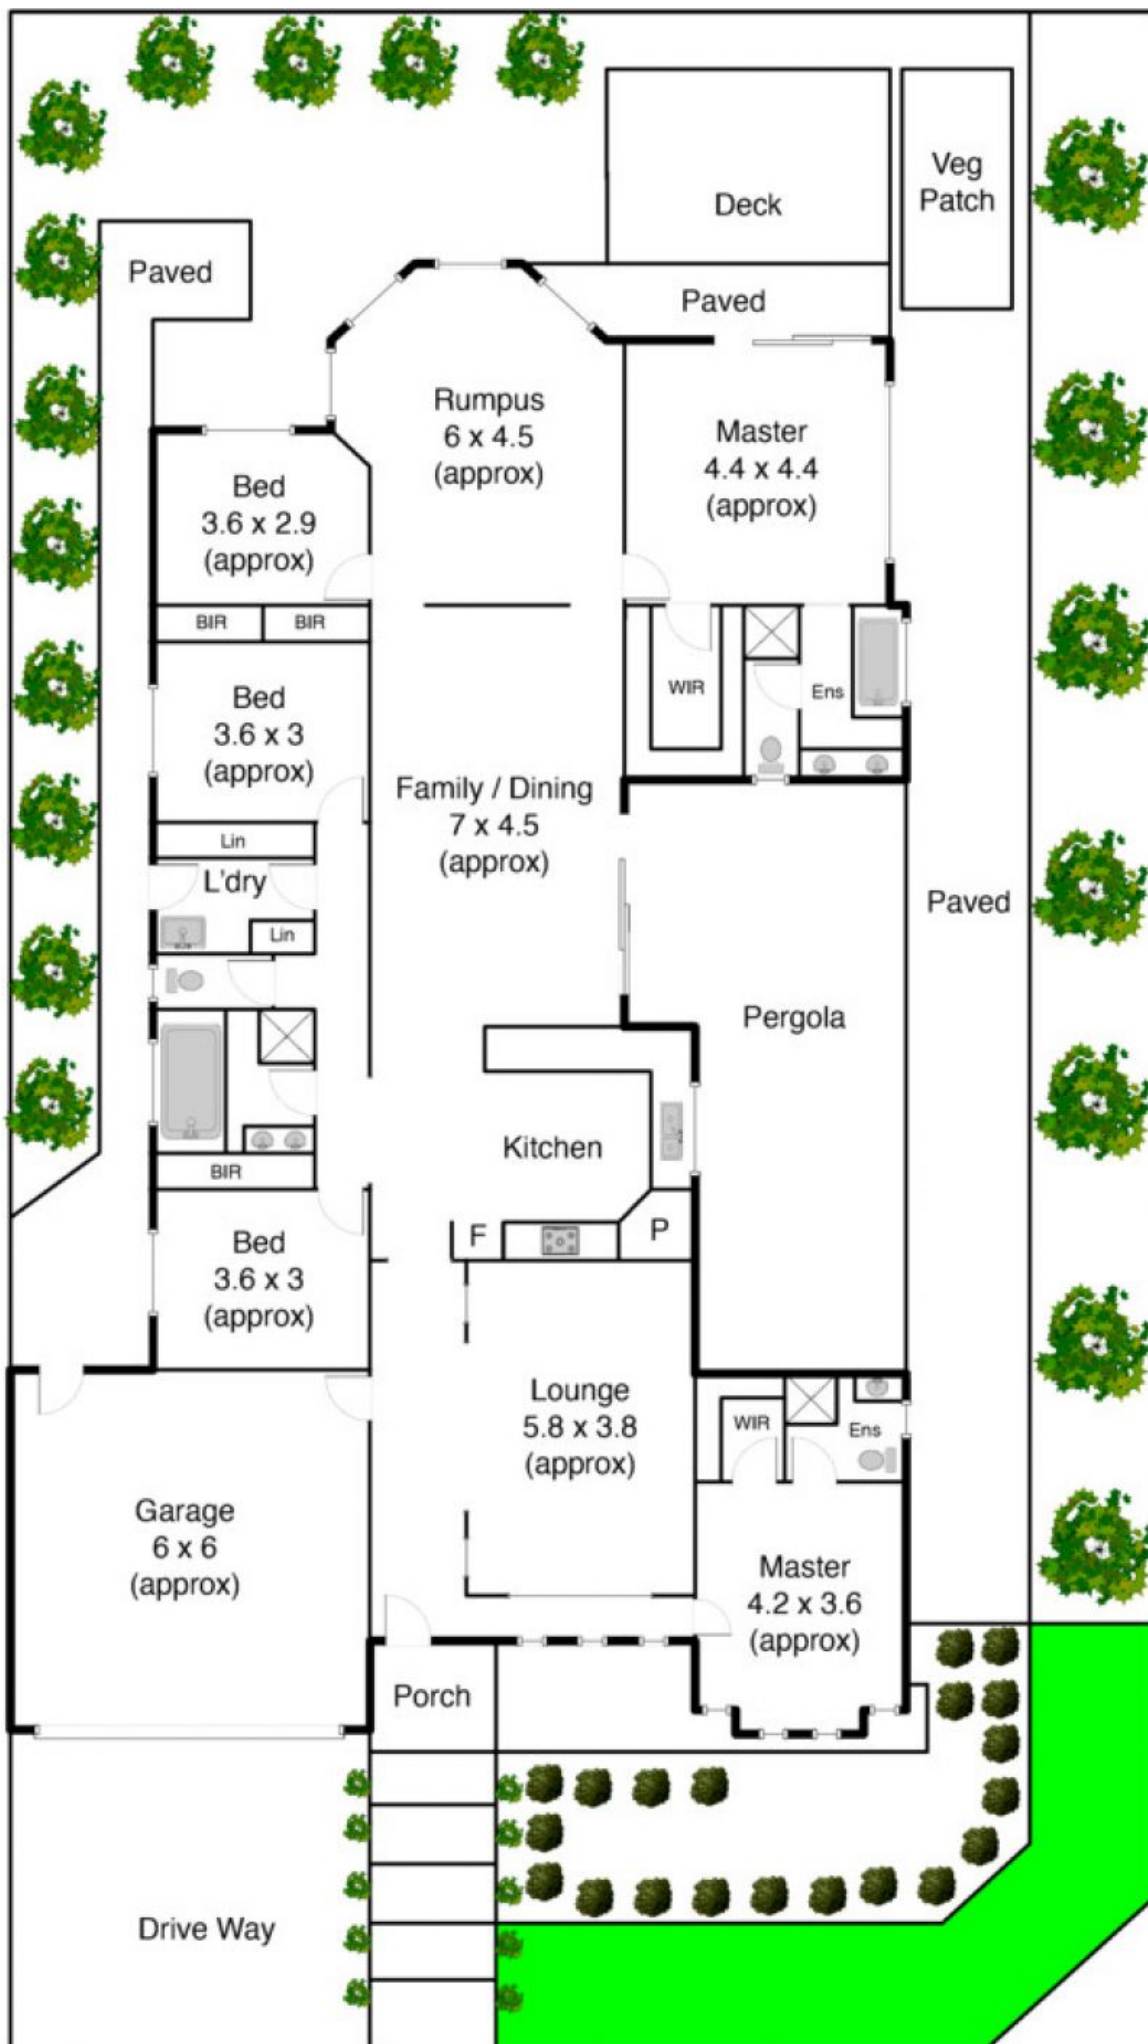 Deck
Veg
Patch
Paved
Paved
Rumpus
6 x 4.5
(approx)
Master
4.4 x 4.4
(approx)
Bed
3.6 x 2.9
(approx)
BIR
BIR
WIR
Ens
Bed
3.6 x 3
(approx)
Family / Dining
7 x 4.5
(approx)
Lin
L'dry
Lin
Paved
Pergola
Kitchen
BIR
F
P
Bed
3.6 x 3
(approx)
Lounge
5.8 x 3.8
(approx)
WIR
Ens
Garage
6 x 6
(approx)
Master
4.2 x 3.6
(approx)
Porch
Drive Way